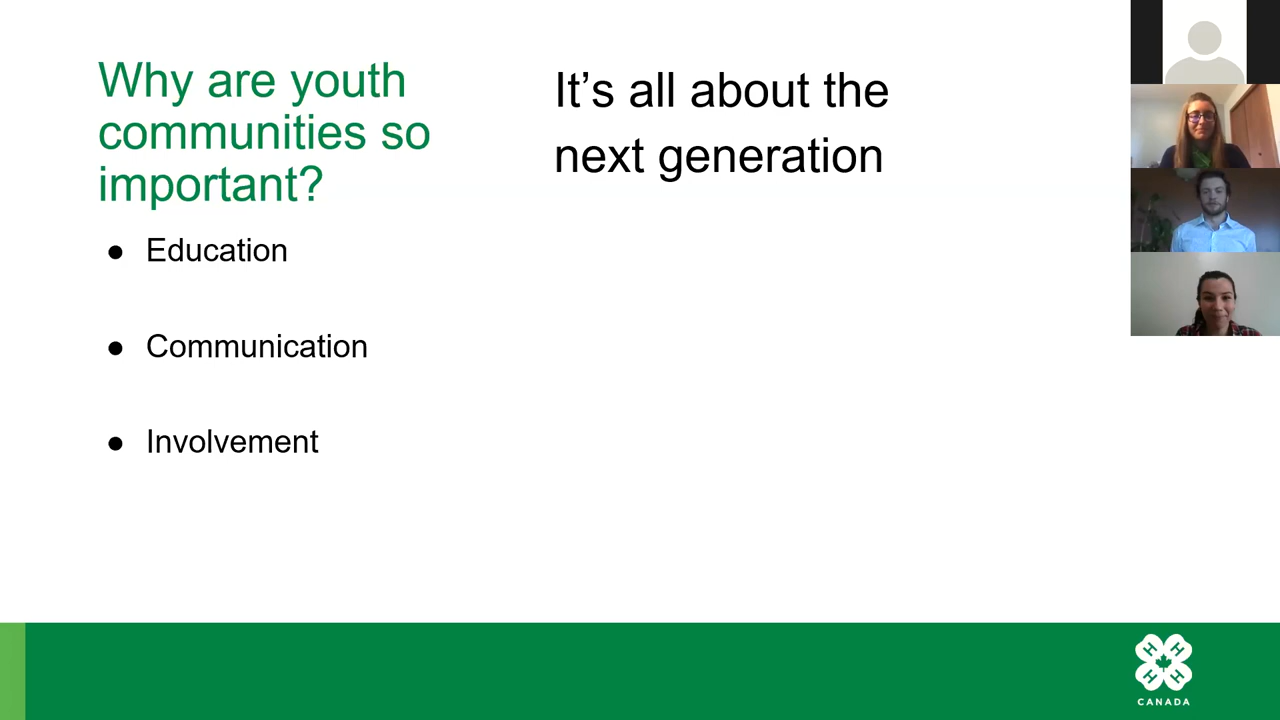 Why are youth
communities so
important?
● Education
● Communication
● Involvement
It's all about the
next generation
H H
H H
CANADA